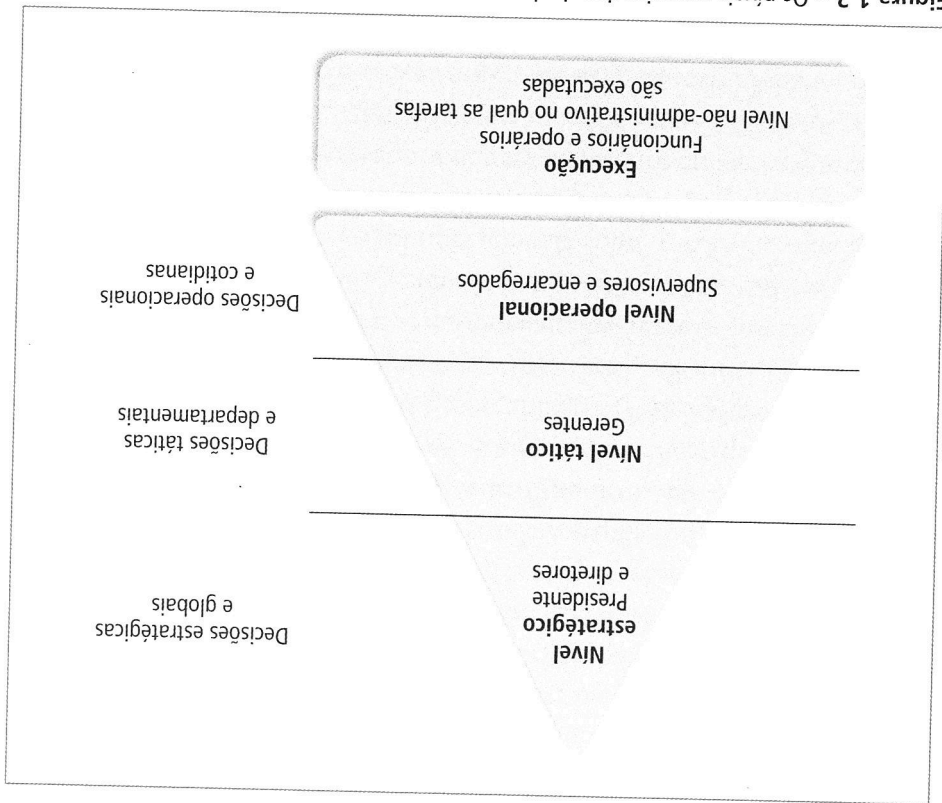 Nível
estratégico
Presidente
e diretores
Decisões estratégicas
e globais
Nível tático
Gerentes
Decisões táticas
e departamentais
Nível operacional
Supervisores e encarregados
Decisões operacionais
e cotidianas
Execução
Funcionários e operários
Nível não-administrativo no qual as tarefas
são executadas
Figura 1.2 Os